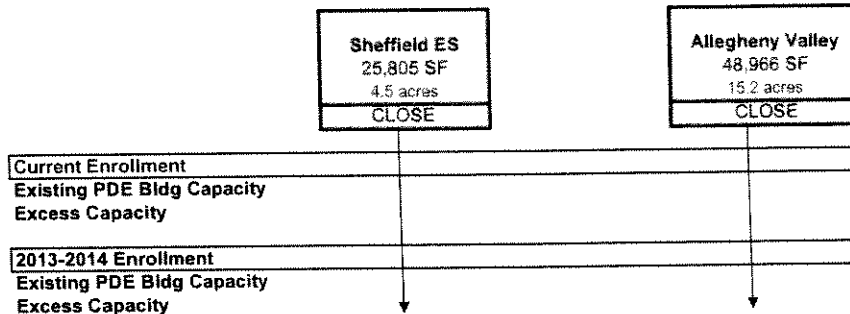 Sheffield ES
25,805 SF
4.5 acres
CLOSE
Allegheny Valley
48,966 SF
15.2 acres
CLOSE
Current Enrollment
Existing PDE Bldg Capacity
Excess Capacity
2013-2014 Enrollment
Existing PDE Bldg Capacity
Excess Capacity